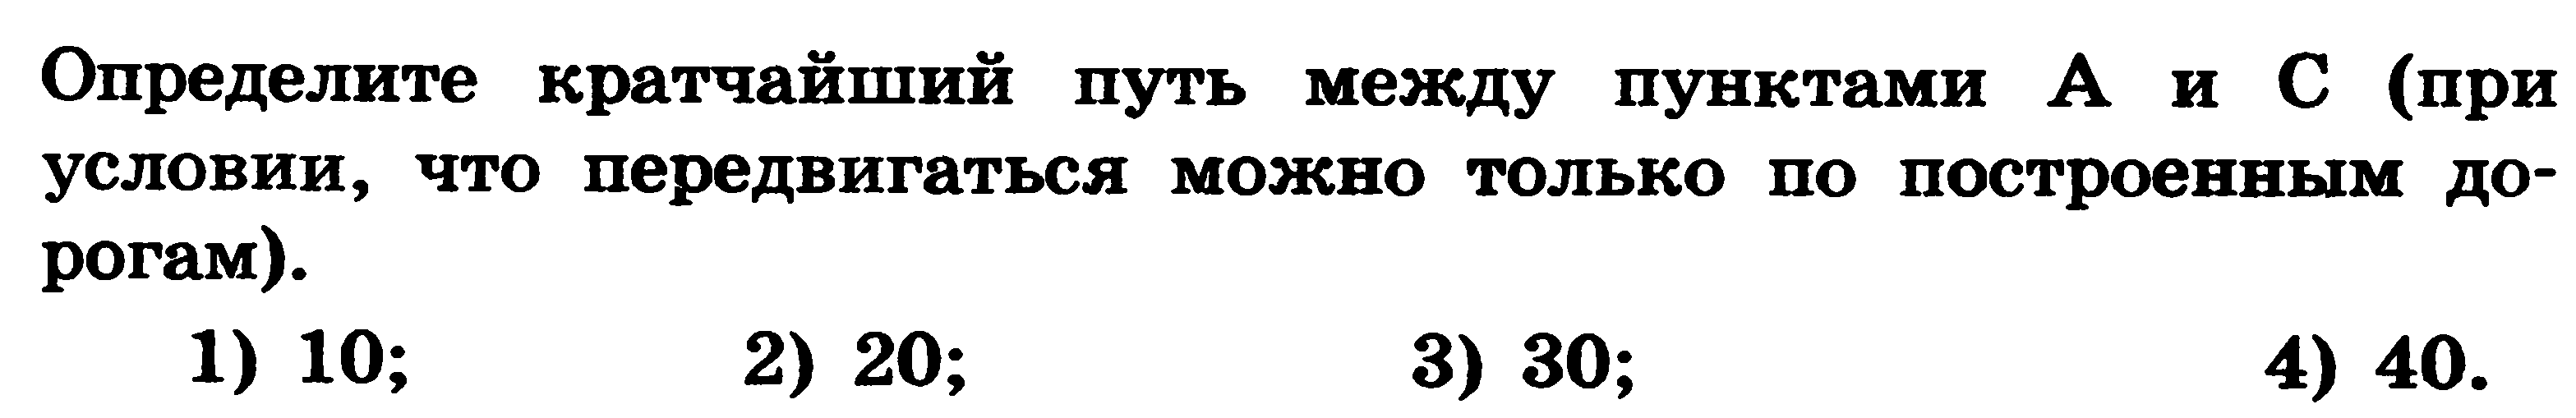 Определите кратчайший путь между пунктами А и С (при
условии, что передвигаться можно только по построенным до-
рогам).
1) 10; 2) 20; 3) 30; 4) 40.